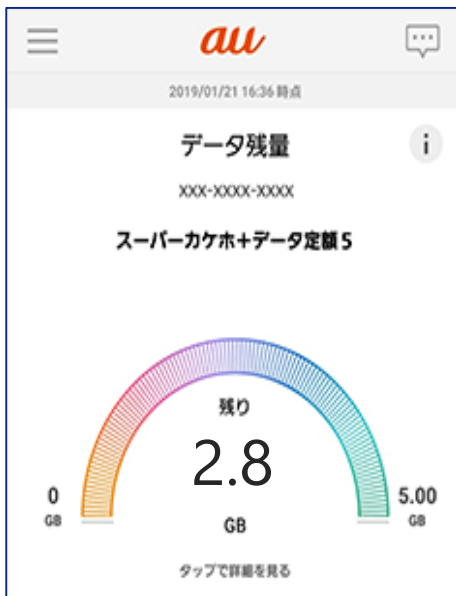 au
2019/01/21 16:36 時点
データ残量
i
XXX-XXXX-XXXX
スーパーカケホ+データ定額5
残り
2.8
GB
0
GB
5.00
GB
タップで詳細を見る